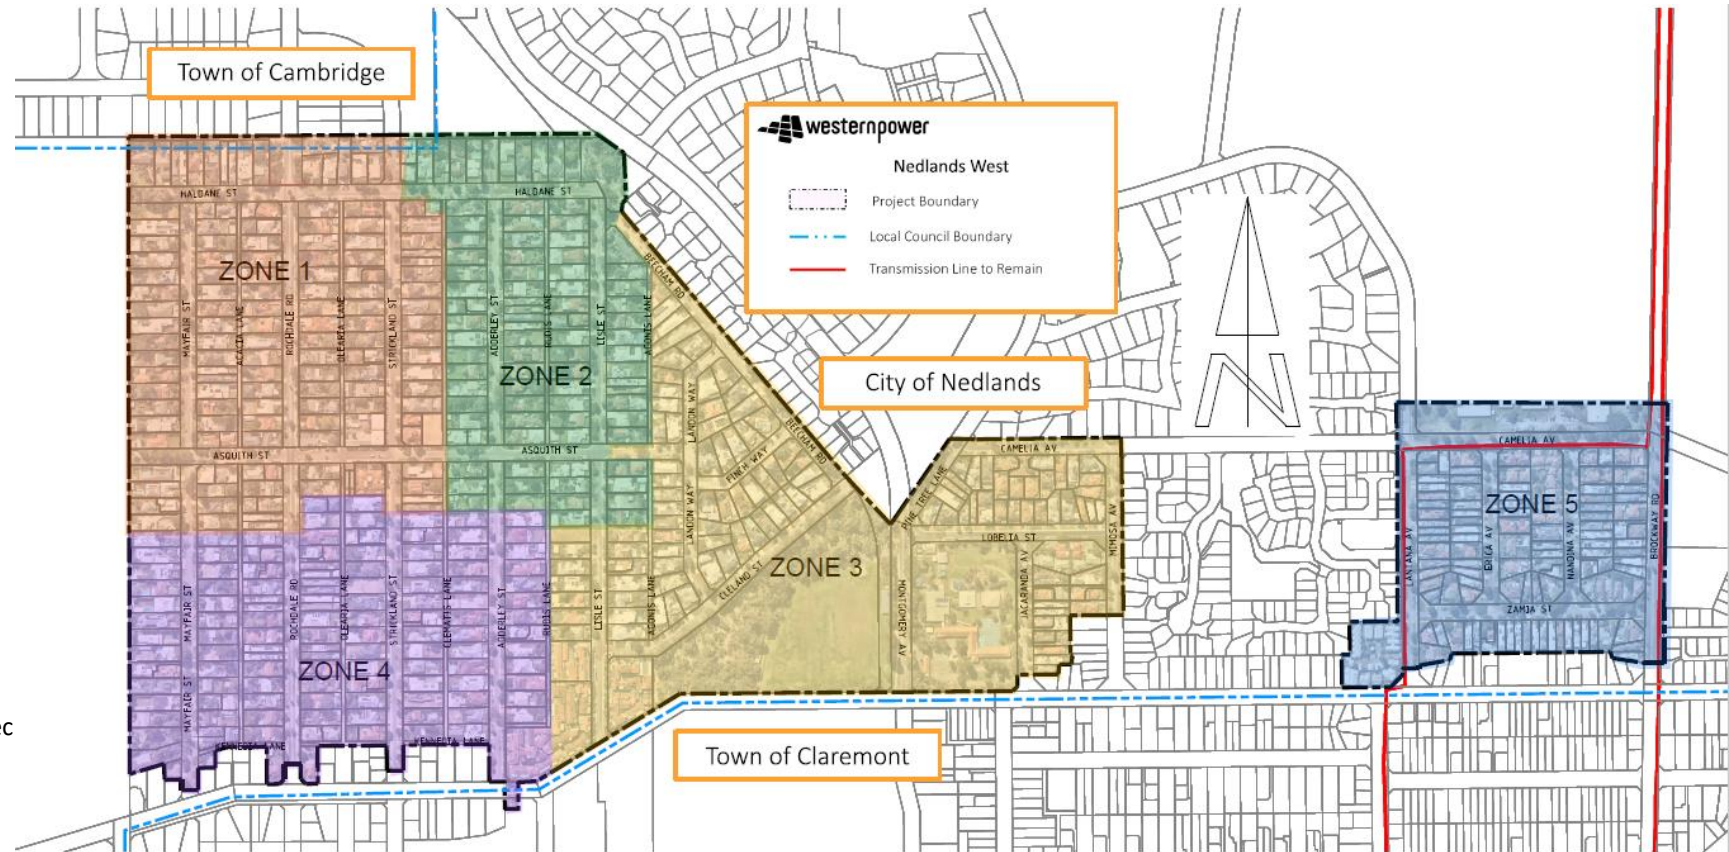 Town of Cambridge
westernpower
Nedlands West
Project Boundary
Local Council Boundary
Transmission Line to Remain
HALDANE ST
HALDANE ST
ZONE 1
BEECHAM RD
MAYFAIR ST
ACACIA LANE
ROCHDALE RD
OLEARIA LANE
STRICKLAND ST
ADDERLEY ST
RUDIS LANE
LISLE ST
AGONIS LANE
ZONE 2
City of Nedlands
LANDON WAY
BEECHAM RD
ASQUITH ST
ASQUITH ST
FINCH WAY
CAMELIA AV
CAMELIA AV
PINE TREE LANE
LANDON WAY
MIMOSA AV
ZONE 5
LOBELIA ST
LANTANA AV
ERICA AV
NANDINA AV
BROCKWAY RD
ZONE 3
CLELAND ST
MAYFAIR ST
ROCHDALE RD
OLEARIA LANE
STRICKLAND ST
CLEMATIS LANE
ADDERLEY ST
RUDIS LANE
LISLE ST
AGONIS LANE
MONTGOMERY AV
JACARANDA AV
ZAMIA ST
ZONE 4
MAYFAIR ST
ec
KENNEDIA LANE
KENNEDIA LANE
Town of Claremont
N